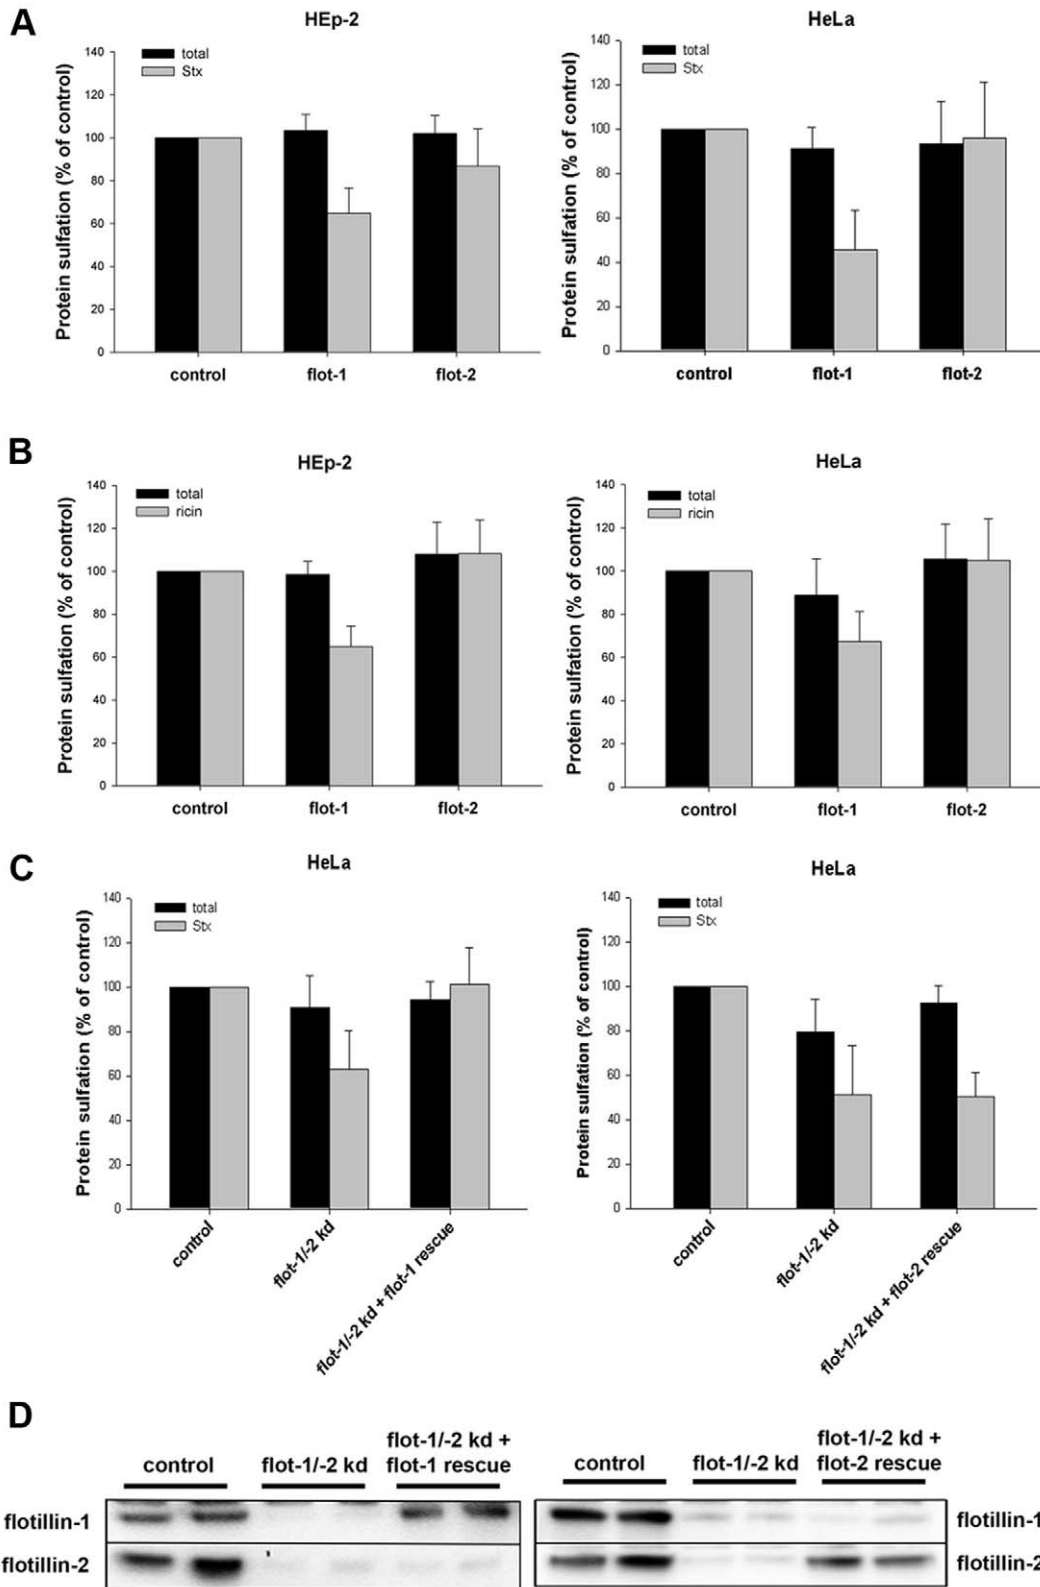 A
HEp-2
Protein sulfation (% of control)
140
120
100
80
60
40
20
0
total
Stx
control flot-1 flot-2
HeLa
Protein sulfation (% of control)
140
120
100
80
60
40
20
0
total
Stx
control flot-1 flot-2
B
HEp-2
Protein sulfation (% of control)
140
120
100
80
60
40
20
0
total
ricin
control flot-1 flot-2
HeLa
Protein sulfation (% of control)
140
120
100
80
60
40
20
0
total
ricin
control flot-1 flot-2
C
HeLa
Protein sulfation (% of control)
140
120
100
80
60
40
20
0
total
Stx
control
flot-1/-2 kd
flot-1/-2 kd + flot-1 rescue
HeLa
Protein sulfation (% of control)
140
120
100
80
60
40
20
0
total
Stx
control
flot-1/-2 kd
flot-1/-2 kd + flot-2 rescue
D
control
flot-1/-2 kd
flot-1/-2 kd +
flot-1 rescue
flotillin-1
flotillin-2
control
flot-1/-2 kd
flot-1/-2 kd +
flot-2 rescue
flotillin-1
flotillin-2